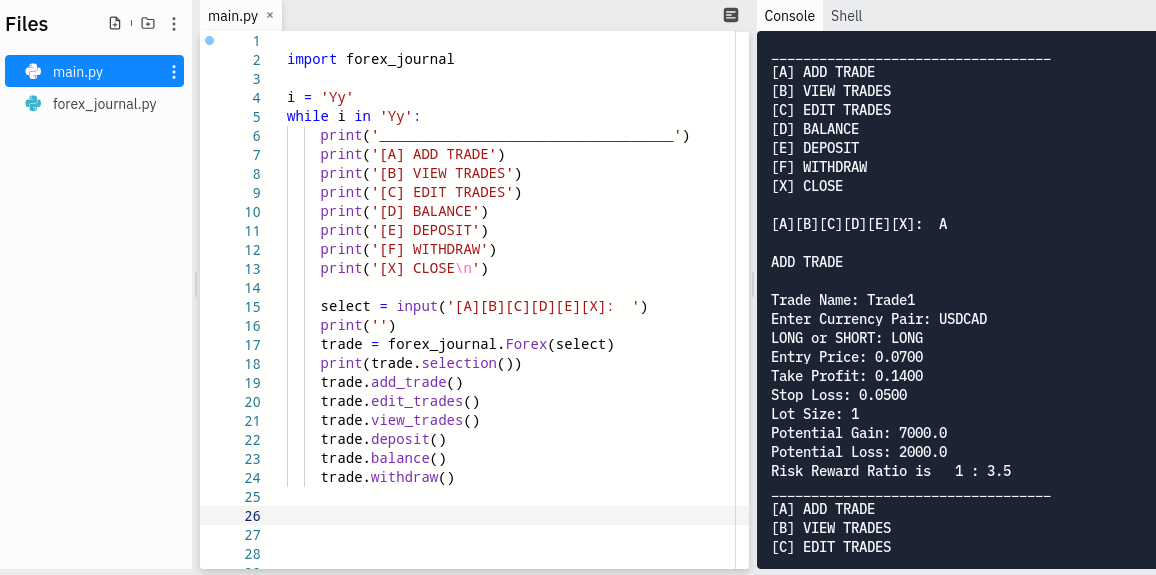 Files
main.py
forex_journal.py
main.py ×
1
2 import forex_journal
3
4 i = 'Yy'
5 while i in 'Yy':
6 print('___________________________________')
7 print('[A] ADD TRADE')
8 print('[B] VIEW TRADES')
9 print('[C] EDIT TRADES')
10 print('[D] BALANCE')
11 print('[E] DEPOSIT')
12 print('[F] WITHDRAW')
13 print('[X] CLOSE\n')
14
15 select = input('[A][B][C][D][E][X]:  ')
16 print('')
17 trade = forex_journal.Forex(select)
18 print(trade.selection())
19 trade.add_trade()
20 trade.edit_trades()
21 trade.view_trades()
22 trade.deposit()
23 trade.balance()
24 trade.withdraw()
25
26
27
28
Console Shell
___________________________________
[A] ADD TRADE
[B] VIEW TRADES
[C] EDIT TRADES
[D] BALANCE
[E] DEPOSIT
[F] WITHDRAW
[X] CLOSE
[A][B][C][D][E][X]:  A
ADD TRADE
Trade Name: Trade1
Enter Currency Pair: USDCAD
LONG or SHORT: LONG
Entry Price: 0.0700
Take Profit: 0.1400
Stop Loss: 0.0500
Lot Size: 1
Potential Gain: 7000.0
Potential Loss: 2000.0
Risk Reward Ratio is   1 : 3.5
___________________________________
[A] ADD TRADE
[B] VIEW TRADES
[C] EDIT TRADES